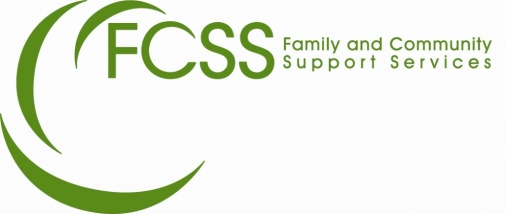 FCSS
Family and Community
Support Services